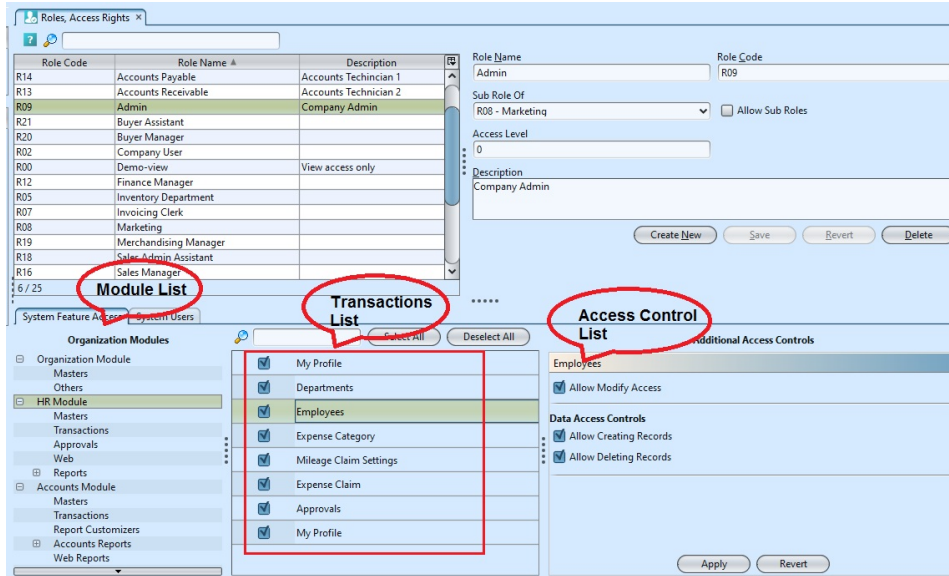 Roles, Access Rights ×
?
Role Code Role Name Description
R14 Accounts Payable Accounts Techincian 1
R13 Accounts Receivable Accounts Technician 2
R09 Admin Company Admin
R21 Buyer Assistant
R20 Buyer Manager
R02 Company User
R00 Demo-view View access only
R12 Finance Manager
R05 Inventory Department
R07 Invoicing Clerk
R08 Marketing
R19 Merchandising Manager
R18 Sales Admin Assistant
R16 Sales Manager
6 / 25
Role Name Role Code
Admin R09
Sub Role Of
R08 - Marketing Allow Sub Roles
Access Level
0
Description
Company Admin
Create New Save Revert Delete
Module List
Transactions
List
Access Control
List
System Feature Access System Users
Organization Modules
Organization Module
Masters
Others
HR Module
Masters
Transactions
Approvals
Web
Reports
Accounts Module
Masters
Transactions
Report Customizers
Accounts Reports
Web Reports
Select All Deselect All
My Profile
Departments
Employees
Expense Category
Mileage Claim Settings
Expense Claim
Approvals
My Profile
Additional Access Controls
Employees
Allow Modify Access
Data Access Controls
Allow Creating Records
Allow Deleting Records
Apply Revert